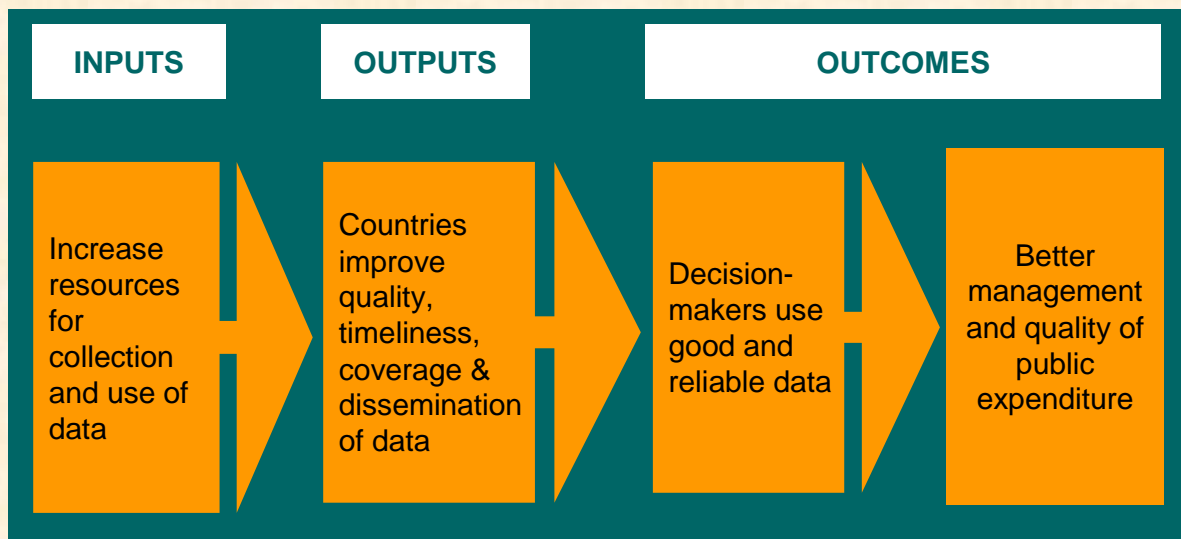 INPUTS
OUTPUTS
OUTCOMES
Increase
resources
for
collection
and use of
data
Countries
improve
quality,
timeliness,
coverage &
dissemination
of data
Decision-
makers use
good and
reliable data
Better
management
and quality of
public
expenditure